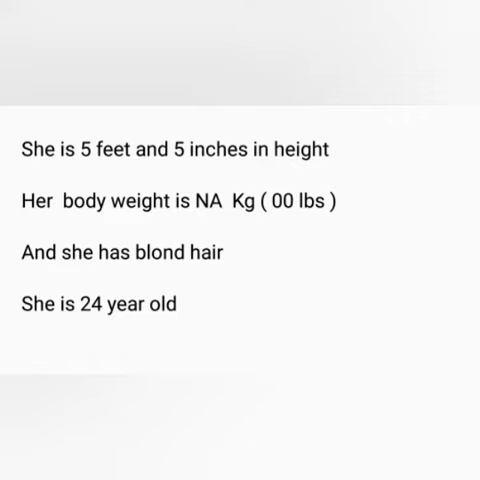 She is 5 feet and 5 inches in height
Her  body weight is NA  Kg ( 00 lbs )
And she has blond hair
She is 24 year old